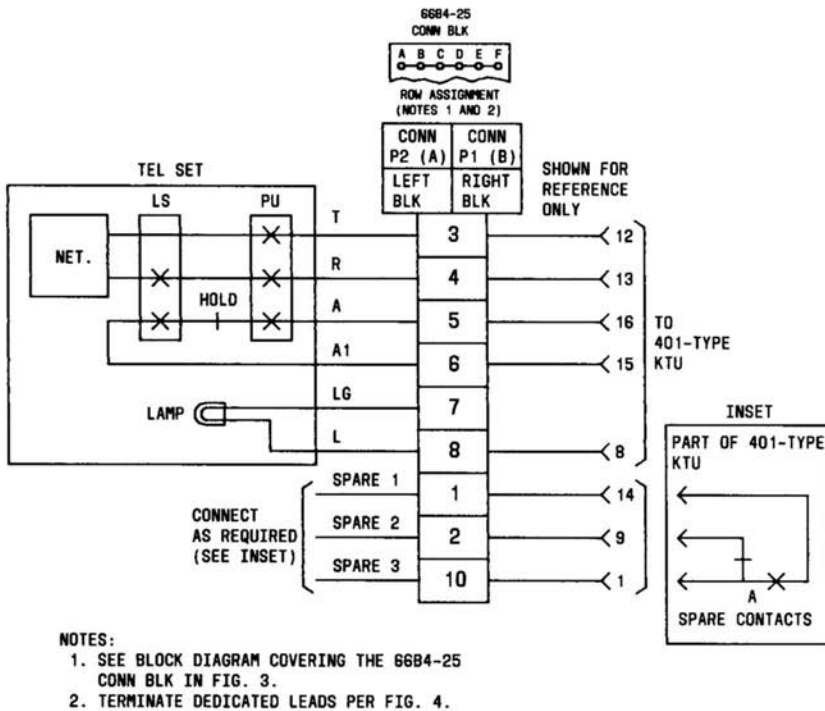 66B4-25
CONN BLK
A B C D E F
ROW ASSIGNMENT
(NOTES 1 AND 2)
CONN P2 (A)
CONN P1 (B)
LEFT BLK
RIGHT BLK
SHOWN FOR
REFERENCE
ONLY
TEL SET
LS
PU
NET.
HOLD
LAMP
T
R
A
A1
LG
L
3
4
5
6
7
8
1
2
10
12
13
16
15
8
14
9
1
TO
401-TYPE
KTU
CONNECT
AS REQUIRED
(SEE INSET)
SPARE 1
SPARE 2
SPARE 3
INSET
PART OF 401-TYPE
KTU
A
SPARE CONTACTS
NOTES:
1. SEE BLOCK DIAGRAM COVERING THE 66B4-25
CONN BLK IN FIG. 3.
2. TERMINATE DEDICATED LEADS PER FIG. 4.